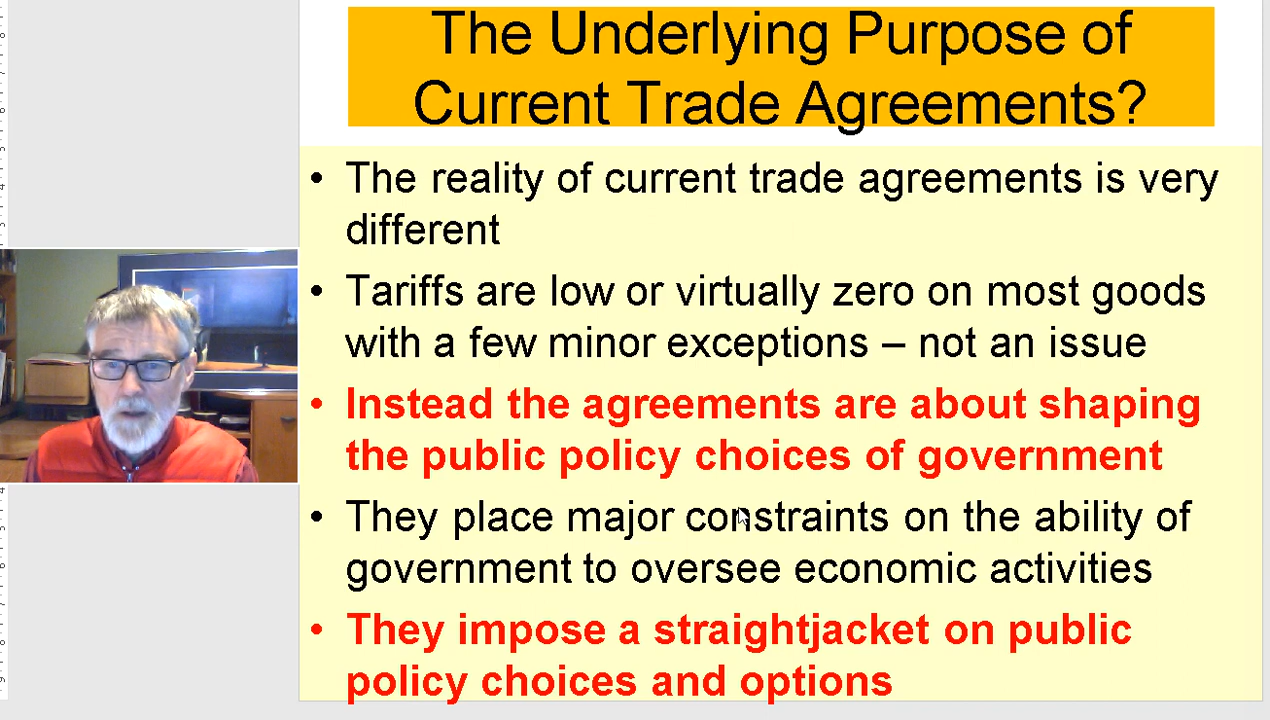 The Underlying Purpose of
Current Trade Agreements?
• The reality of current trade agreements is very
different
• Tariffs are low or virtually zero on most goods
with a few minor exceptions – not an issue
• Instead the agreements are about shaping
the public policy choices of government
• They place major constraints on the ability of
government to oversee economic activities
• They impose a straightjacket on public
policy choices and options